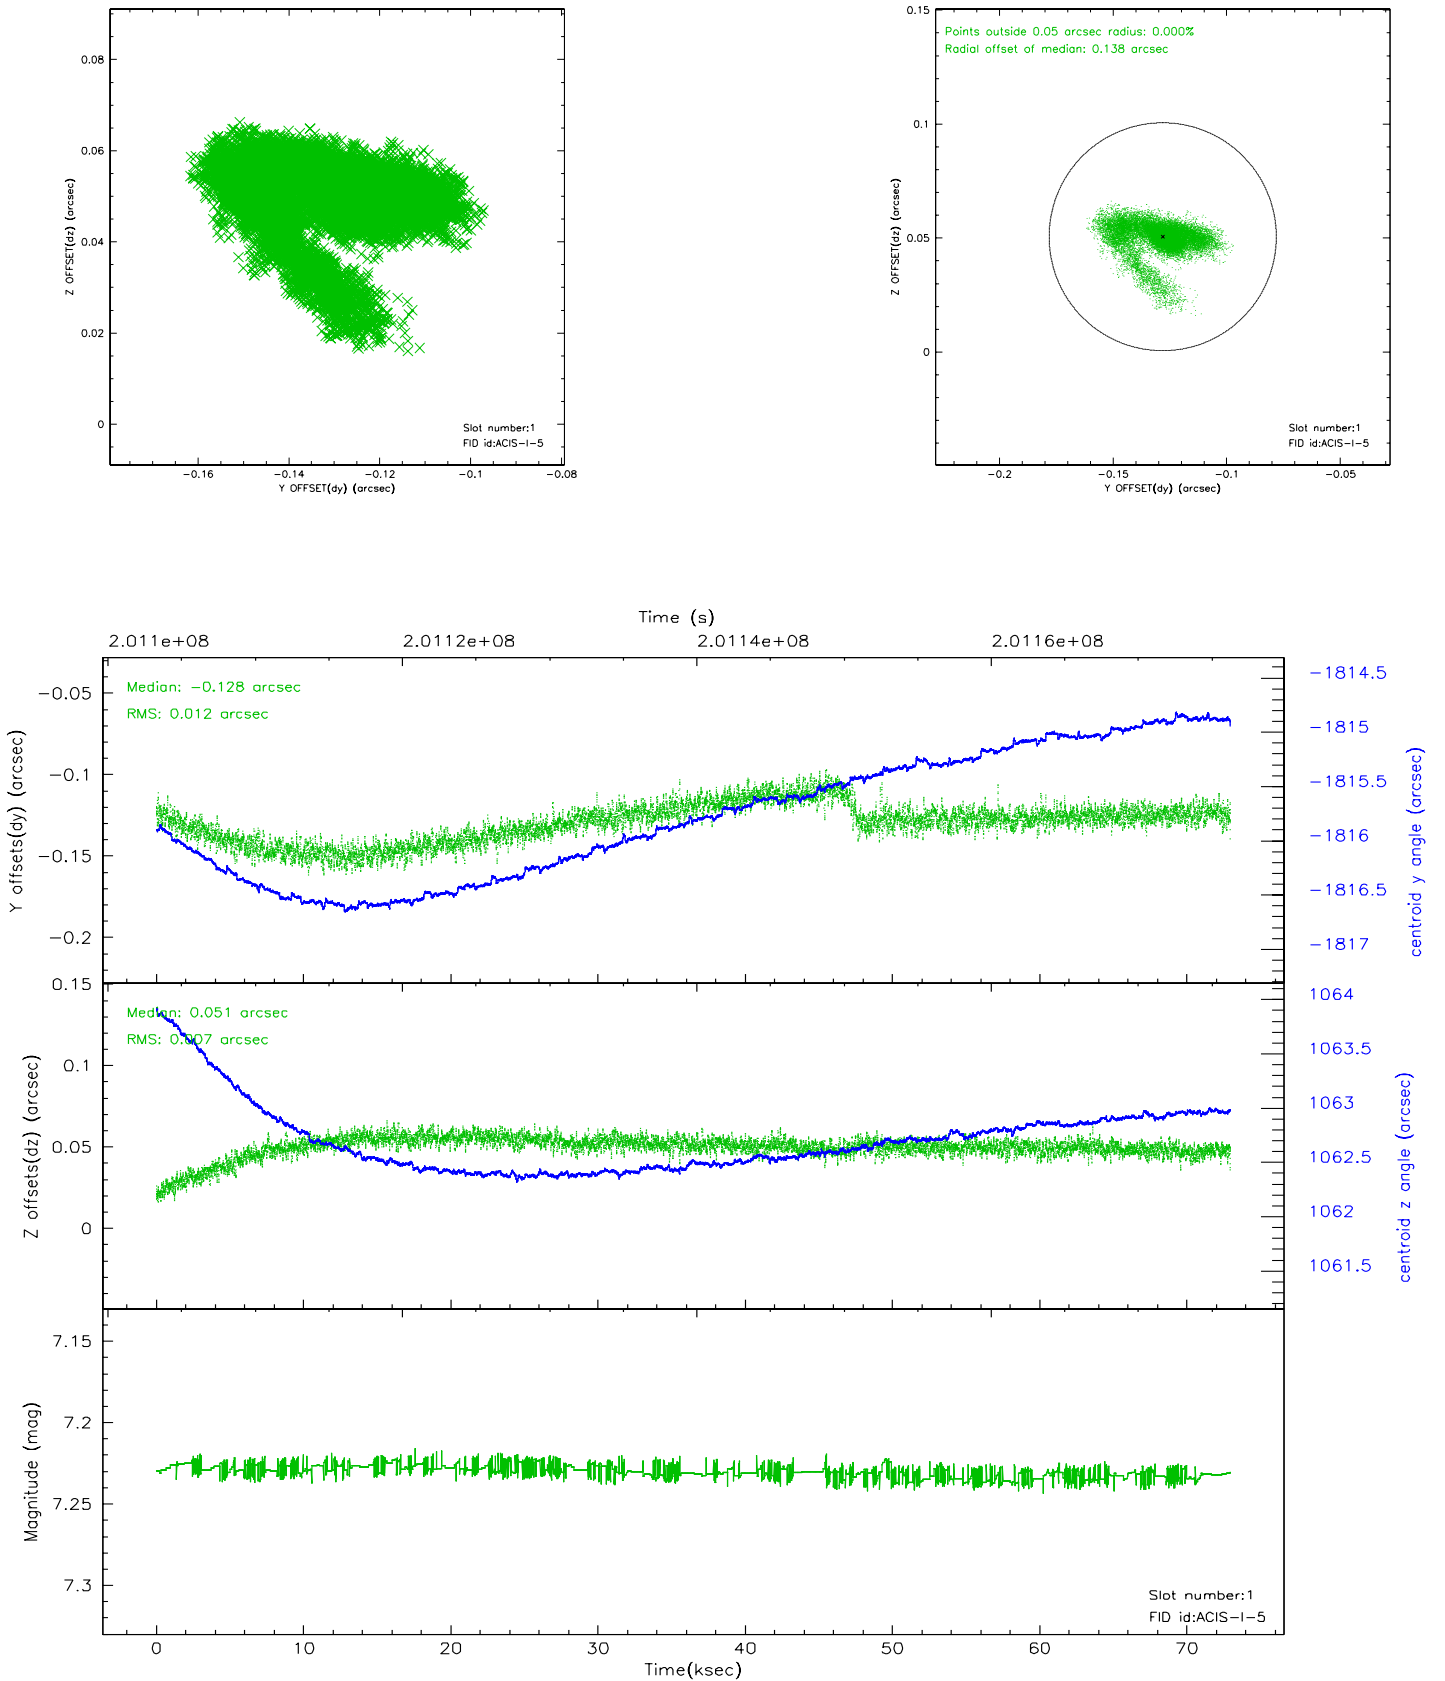 0.08
0.06
0.04
0.02
0
Z OFFSET(dz) (arcsec)
Slot number:1
FID id:ACIS-I-5
-0.16
-0.14
-0.12
-0.1
-0.08
Y OFFSET(dy) (arcsec)
0.15
0.1
0.05
0
Z OFFSET(dz) (arcsec)
Points outside 0.05 arcsec radius: 0.000%
Radial offset of median: 0.138 arcsec
Slot number:1
FID id:ACIS-I-5
-0.2
-0.15
-0.1
-0.05
Y OFFSET(dy) (arcsec)
Time (s)
2.011e+08
2.0112e+08
2.0114e+08
2.0116e+08
Median: -0.128 arcsec
RMS: 0.012 arcsec
-0.05
-0.1
-0.15
-0.2
Y offsets(dy) (arcsec)
-1814.5
-1815
-1815.5
-1816
-1816.5
-1817
centroid y angle (arcsec)
Median: 0.051 arcsec
RMS: 0.007 arcsec
0.15
0.1
0.05
0
Z offsets(dz) (arcsec)
1064
1063.5
1063
1062.5
1062
1061.5
centroid z angle (arcsec)
7.15
7.2
7.25
7.3
Magnitude (mag)
Slot number:1
FID id:ACIS-I-5
0
10
20
30
40
50
60
70
Time(ksec)